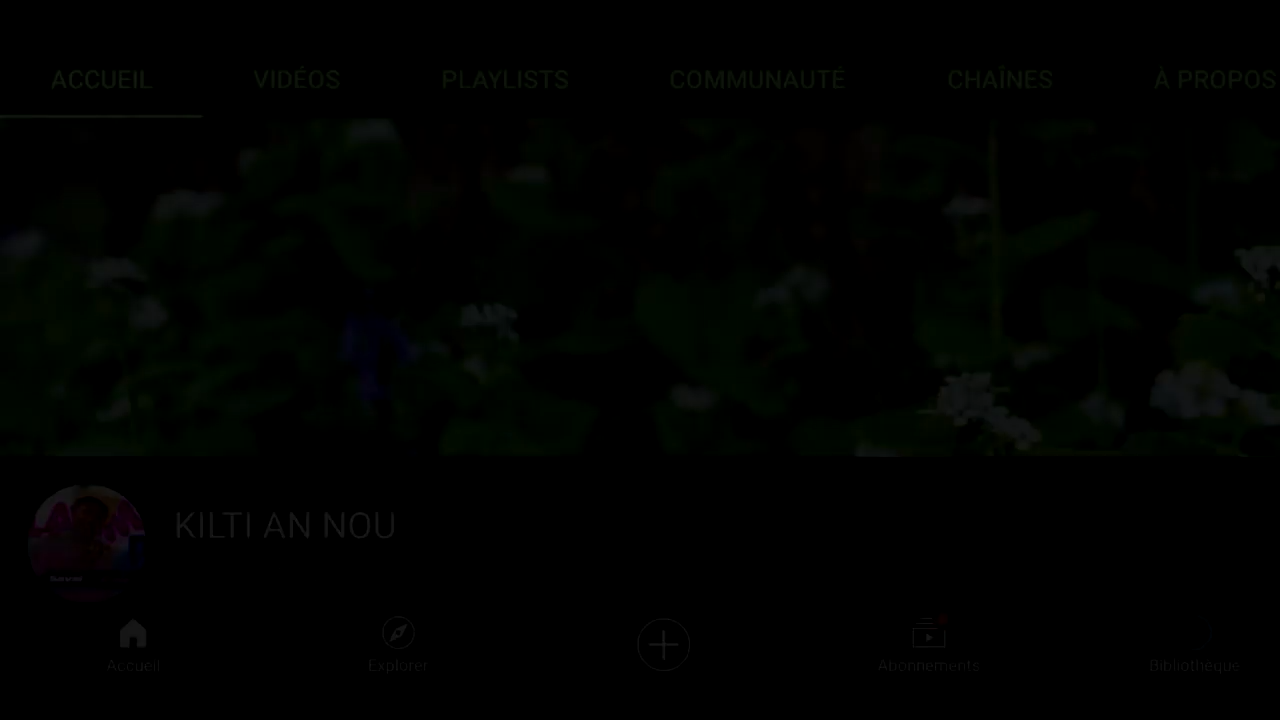 ACCUEIL VIDÉOS PLAYLISTS COMMUNAUTÉ CHAÎNES À PROPOS
KILTI AN NOU
Accueil Explorer Abonnements Bibliothèque